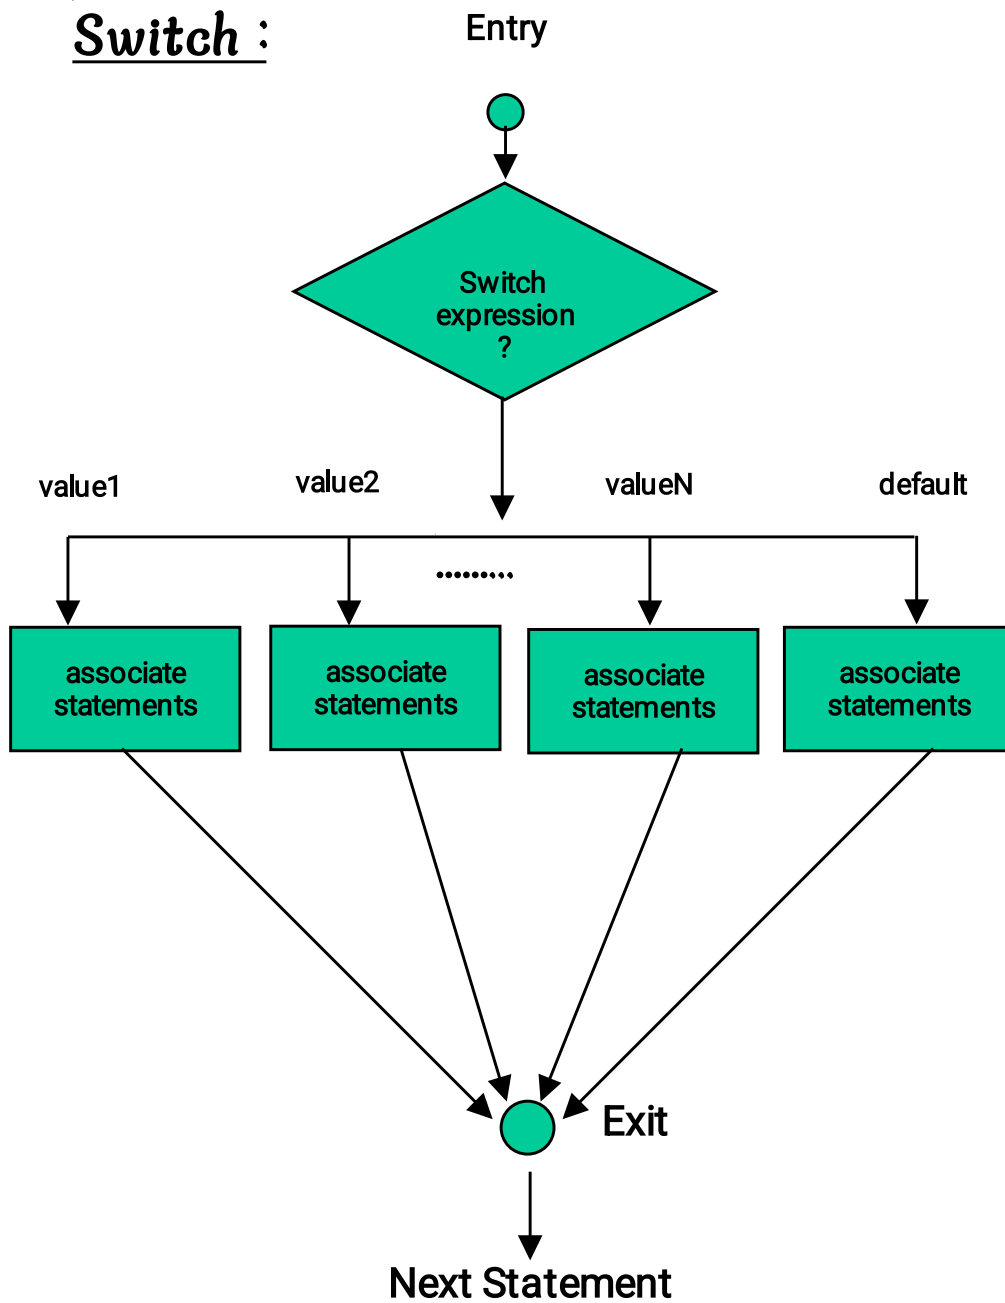 Switch :
Entry
Switch
expression
?
value1
value2
valueN
default
.........
associate
statements
associate
statements
associate
statements
associate
statements
Exit
Next Statement